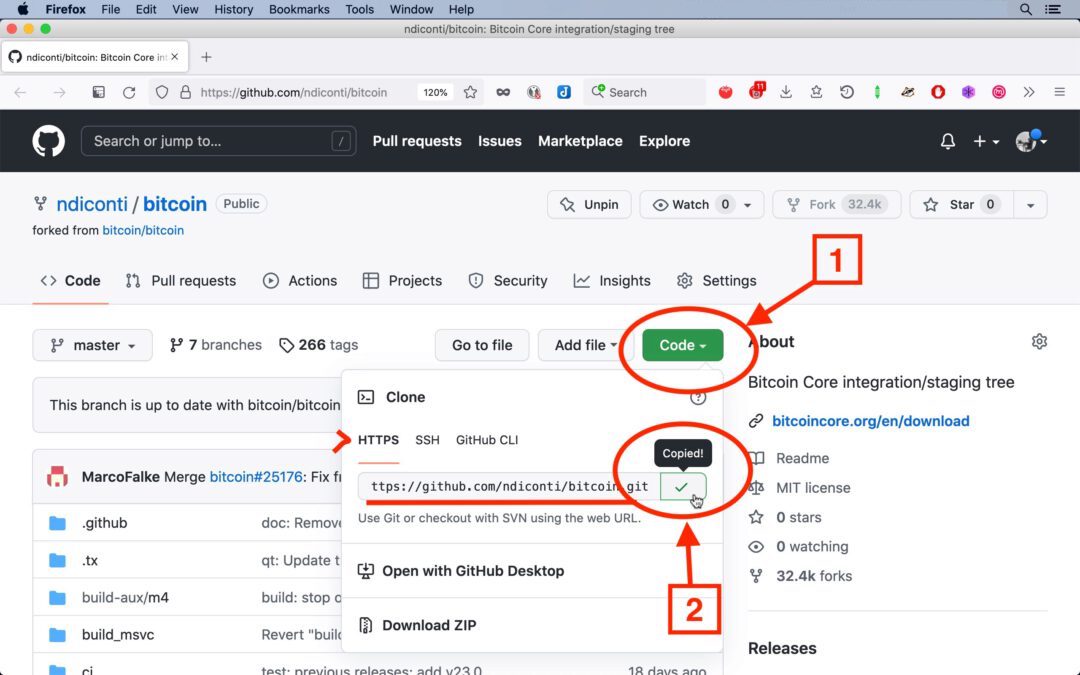 Firefox File Edit View History Bookmarks Tools Window Help
ndiconti/bitcoin: Bitcoin Core integration/staging tree
ndiconti/bitcoin: Bitcoin Core in
https://github.com/ndiconti/bitcoin 120% Search 11
Search or jump to... / Pull requests Issues Marketplace Explore
ndiconti / bitcoin Public Unpin Watch 0 Fork 32.4k Star 0
forked from bitcoin/bitcoin
1
Code Pull requests Actions Projects Security Insights Settings
master 7 branches 266 tags Go to file Add file Code About
Bitcoin Core integration/staging tree
This branch is up to date with bitcoin/bitcoin Clone
bitcoincore.org/en/download
HTTPS SSH GitHub CLI
Copied!
Readme
MarcoFalke Merge bitcoin#25176: Fix fr ttps://github.com/ndiconti/bitcoin.git MIT license
Use Git or checkout with SVN using the web URL. 0 stars
.github doc: Remove
0 watching
.tx qt: Update t Open with GitHub Desktop 32.4k forks
build-aux/m4 build: stop o
2
build_msvc Revert "build Download ZIP
Releases
ci test: previous releases: add v23.0 18 days ago